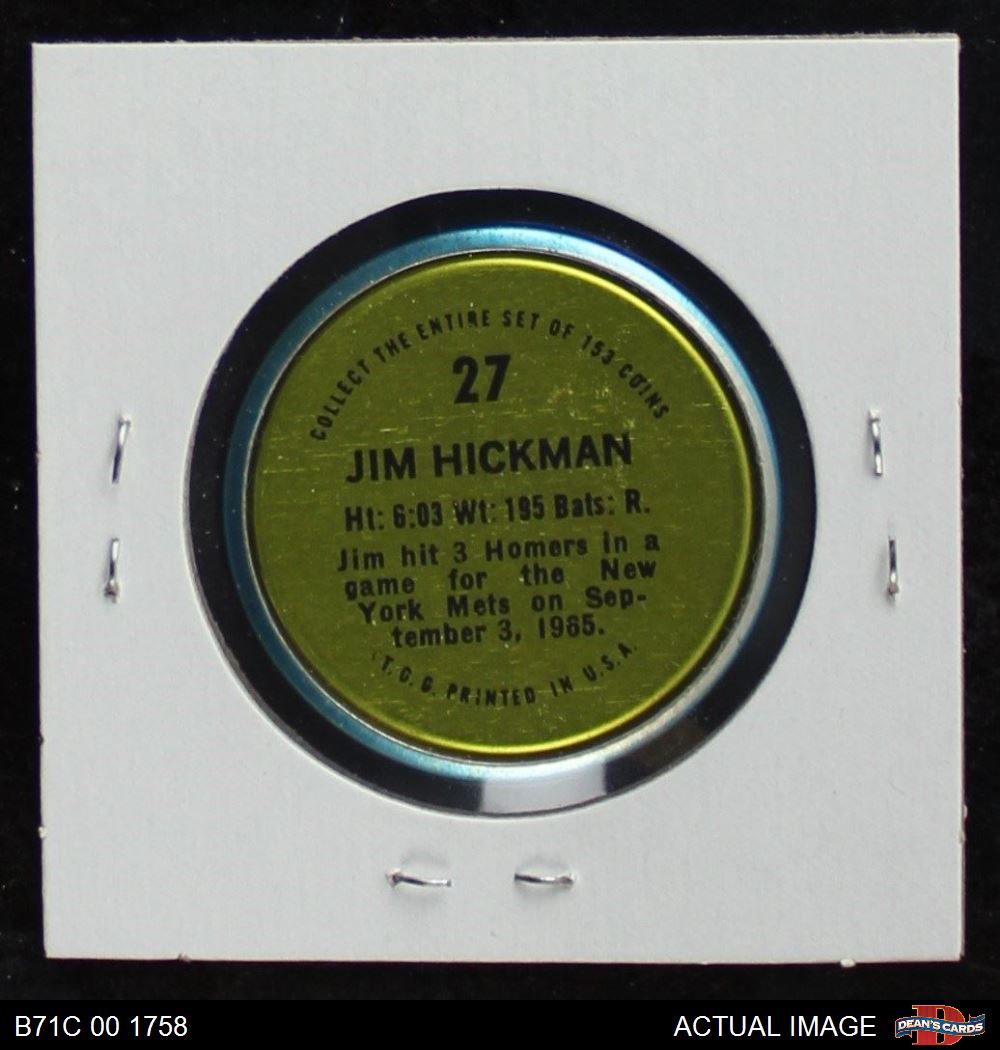 COLLECT THE ENTIRE SET OF 153 COINS
27
JIM HICKMAN
Ht: 6:03 Wt: 195 Bats: R.
Jim hit 3 Homers in a
game for the New
York Mets on Sep-
tember 3, 1965.
T.C.G. PRINTED IN U.S.A.
B71C 00 1758
ACTUAL IMAGE
D
DEAN'S CARDS